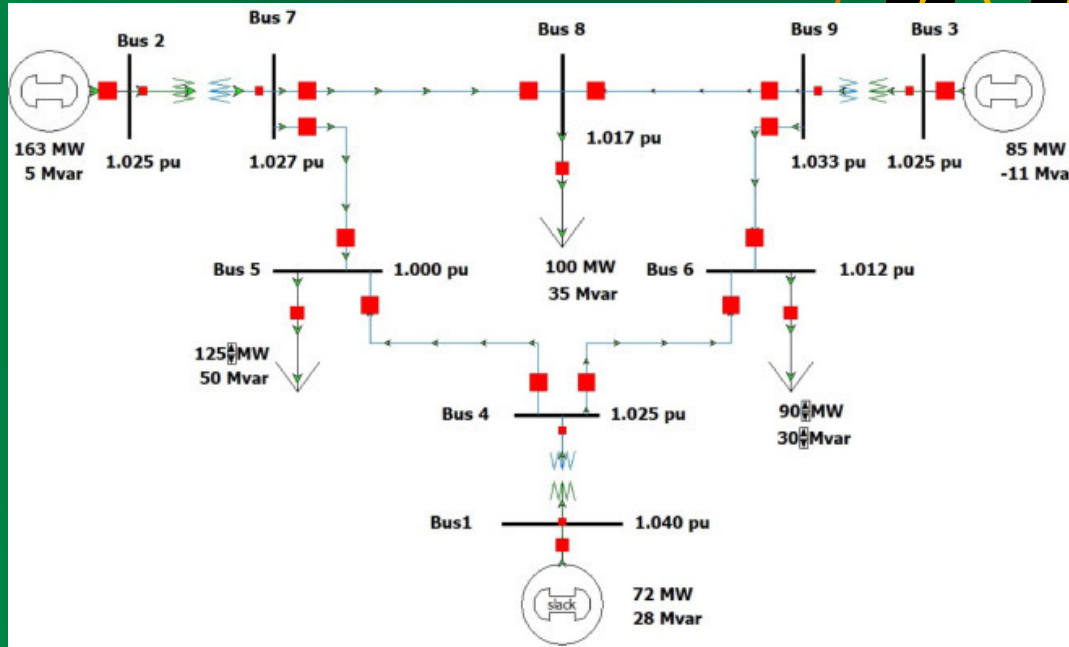 Bus 7
Bus 2
Bus 8
Bus 9
Bus 3
163 MW
5 Mvar
1.025 pu
1.027 pu
1.017 pu
1.033 pu
1.025 pu
85 MW
-11 Mva
Bus 5
1.000 pu
100 MW
35 Mvar
Bus 6
1.012 pu
125 MW
50 Mvar
Bus 4
1.025 pu
90 MW
30 Mvar
Bus1
1.040 pu
slack
72 MW
28 Mvar